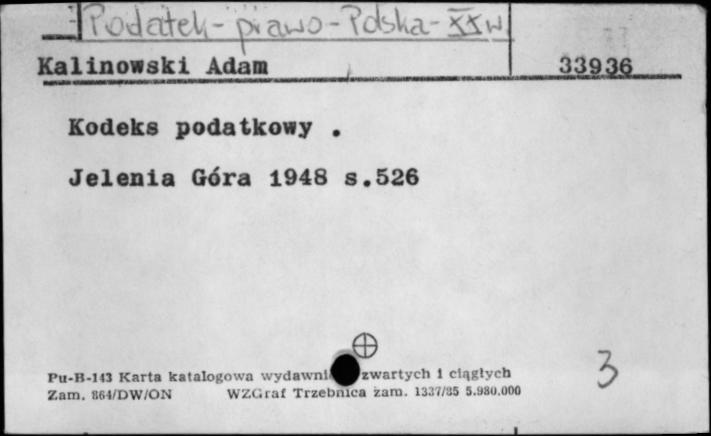 Podatek - prawo - Polska - XX w.
Kalinowski Adam 33936
Kodeks podatkowy .
Jelenia Góra 1948 s.526
3
Pu-B-143 Karta katalogowa zwartych i ciągłych
Zam. 864/DW/ON WZGraf Trzebnica zam. 1337/85 5.980.000